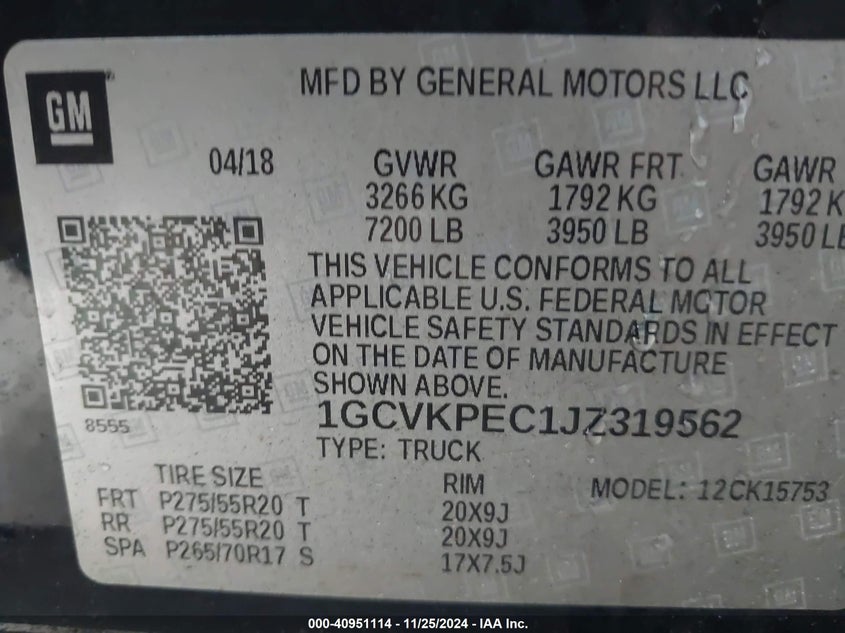 GM
MFD BY GENERAL MOTORS LLC
04/18 GVWR GAWR FRT GAWR
3266 KG 1792 KG 1792 K
7200 LB 3950 LB 3950 LB
THIS VEHICLE CONFORMS TO ALL
APPLICABLE U.S. FEDERAL MOTOR
VEHICLE SAFETY STANDARDS IN EFFECT
ON THE DATE OF MANUFACTURE
SHOWN ABOVE.
8555
1GCVKPEC1JZ319562
TYPE: TRUCK
TIRE SIZE RIM MODEL: 12CK15753
FRT P275/55R20 T 20X9J
RR P275/55R20 T 20X9J
SPA P265/70R17 S 17X7.5J
000-40951114 - 11/25/2024 - IAA Inc.